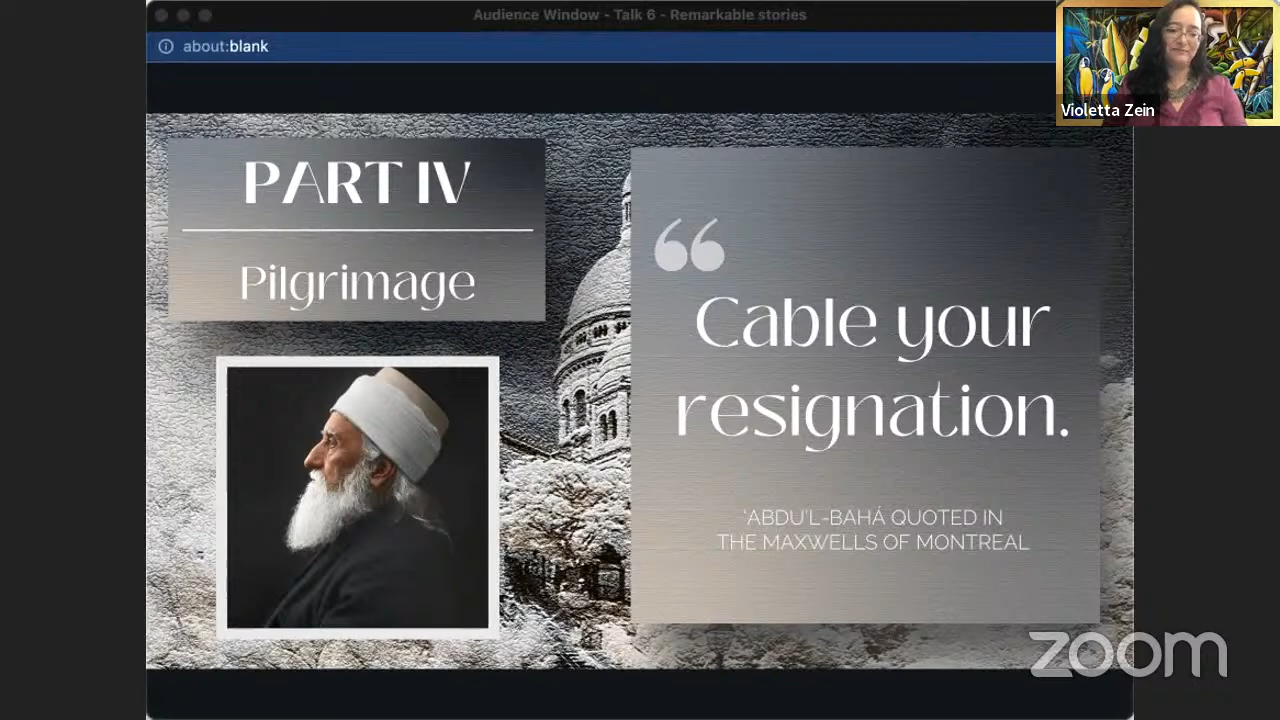 Audience Window - Talk 6 - Remarkable stories
about:blank
Violetta Zein
PART IV
Pilgrimage
“
Cable your
resignation.
‘ABDU'L-BAHÁ QUOTED IN
THE MAXWELLS OF MONTREAL
zoom